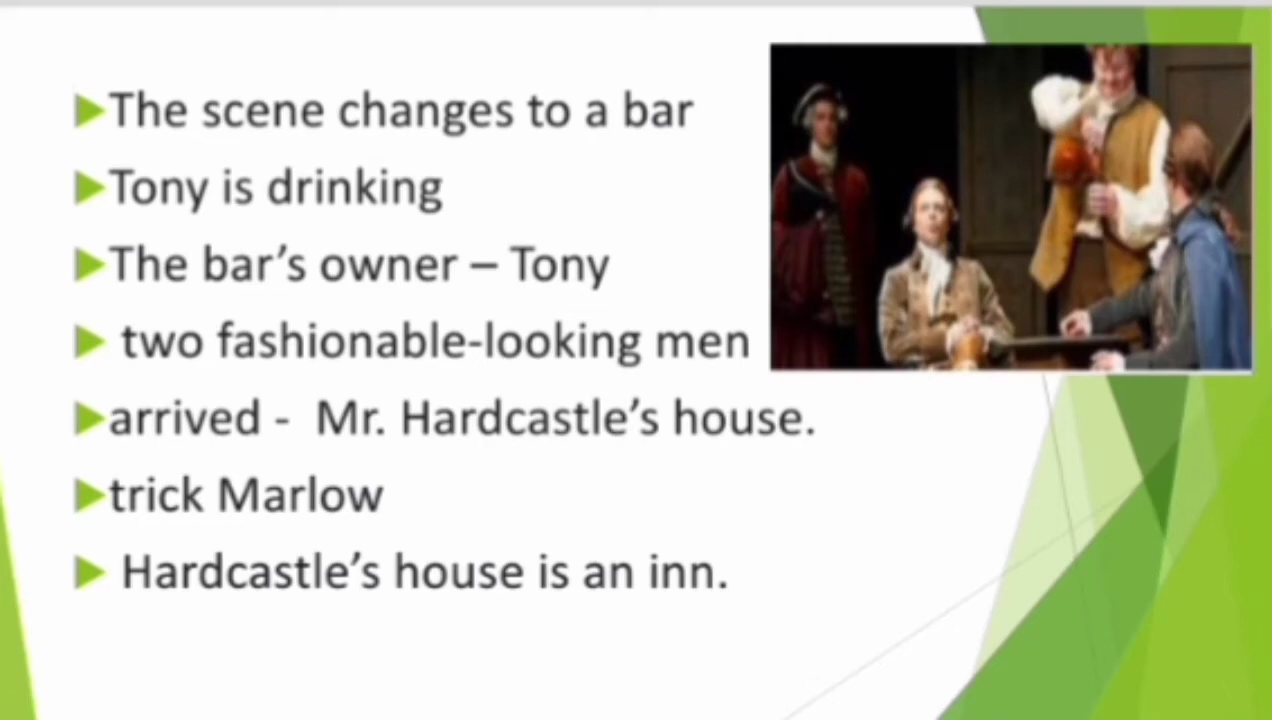 The scene changes to a bar
Tony is drinking
The bar's owner – Tony
two fashionable-looking men
arrived - Mr. Hardcastle's house.
trick Marlow
Hardcastle's house is an inn.